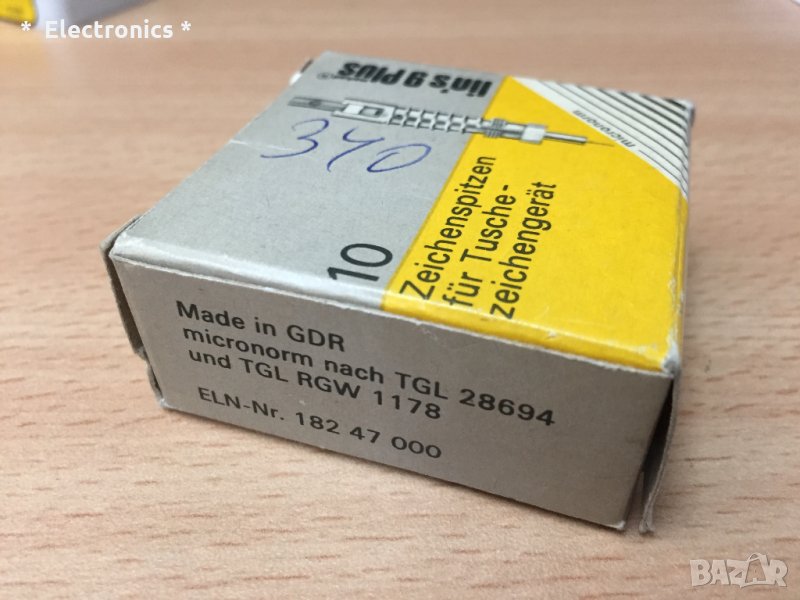 * Electronics *
lin's 9 PLUS
micronorm
340
10
Zeichenspitzen
für Tusche-
zeichengerät
Made in GDR
micronorm nach TGL 28694
und TGL RGW 1178
ELN-Nr. 182 47 000
BAZAR